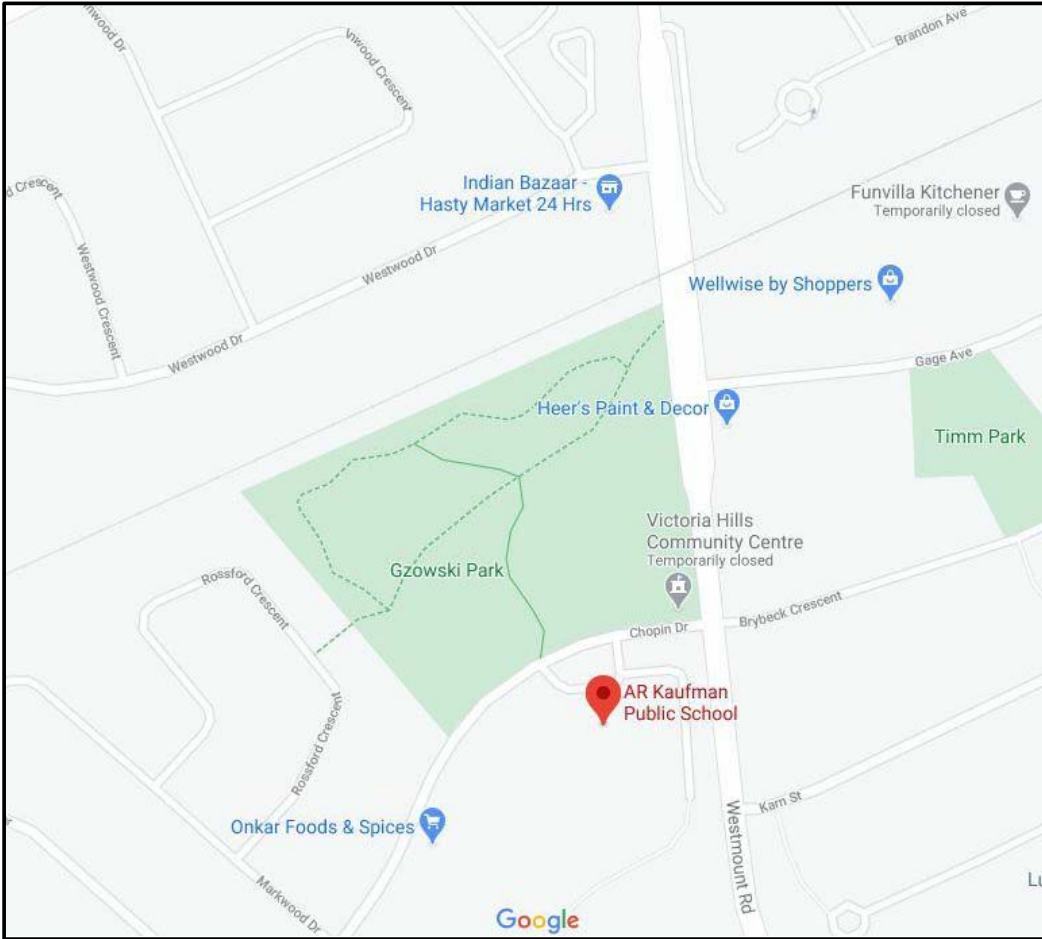 Brandon Ave
Inwood Crescent
Indian Bazaar -
Hasty Market 24 Hrs
Funvilla Kitchener
Temporarily closed
Westwood Crescent
Westwood Dr
Wellwise by Shoppers
Westwood Dr
Gage Ave
Heer's Paint & Decor
Timm Park
Victoria Hills
Community Centre
Temporarily closed
Gzowski Park
Rossford Crescent
Brybeck Crescent
Chopin Dr
AR Kaufman
Public School
Rossford Crescent
Karn St
Onkar Foods & Spices
Westmount Rd
Markwood Dr
Google